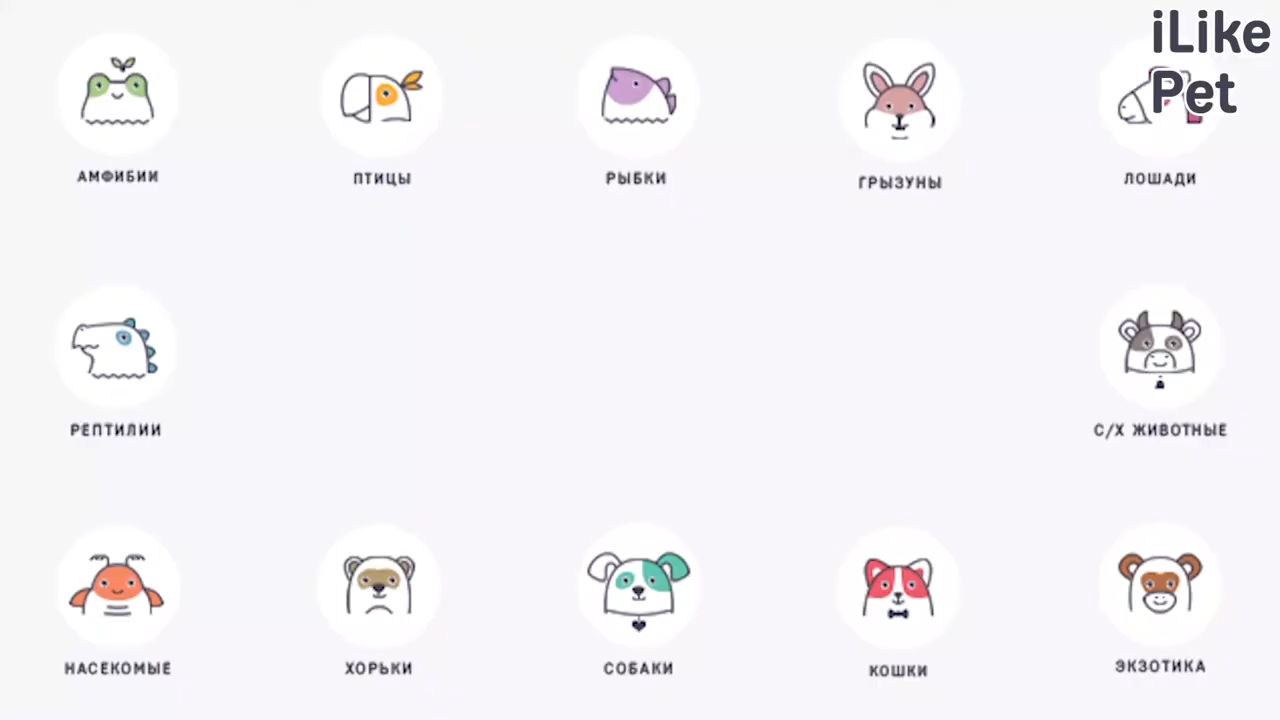 iLike
Pet
АМФИБИИ
ПТИЦЫ
РЫБКИ
ГРЫЗУНЫ
ЛОШАДИ
РЕПТИЛИИ
С/Х ЖИВОТНЫЕ
НАСЕКОМЫЕ
ХОРЬКИ
СОБАКИ
КОШКИ
ЭКЗОТИКА